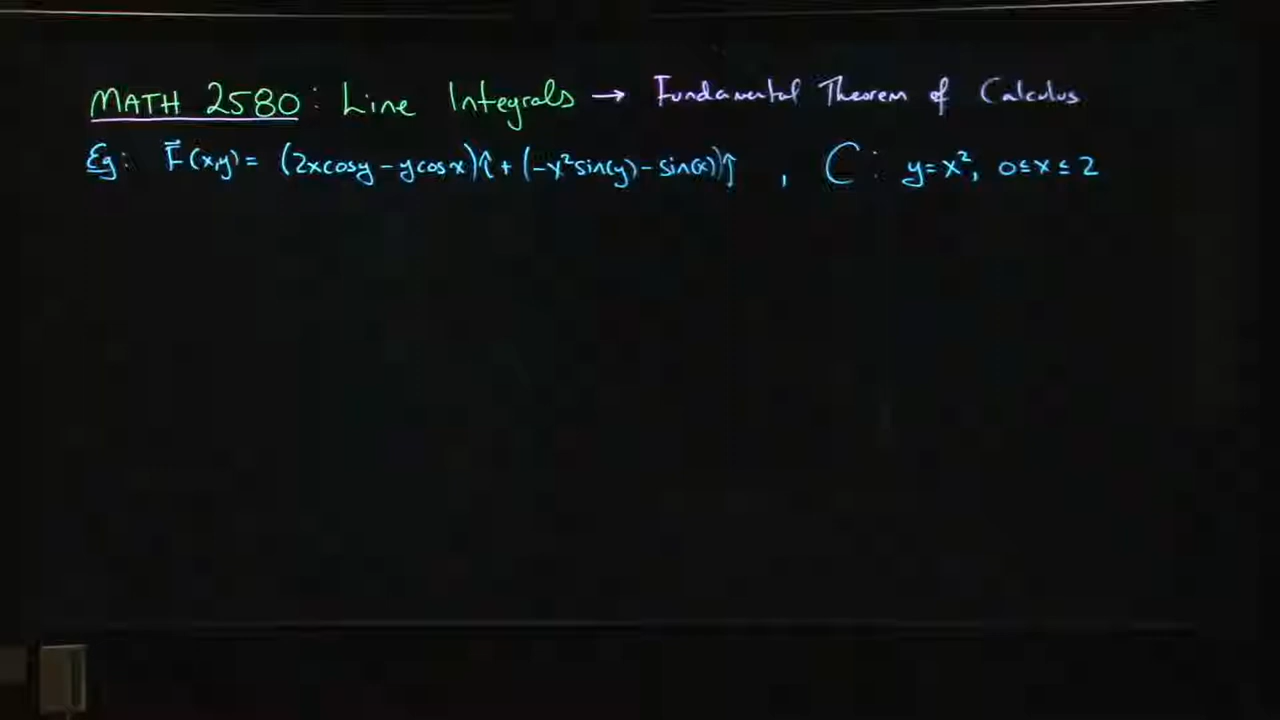 MATH 2580: Line Integrals → Fundamental Theorem of Calculus
Eg: F⃗(x,y) = (2xcosy - ycosx)î + (-x²sin(y) - sin(x))ĵ , C: y=x², 0≤x≤2